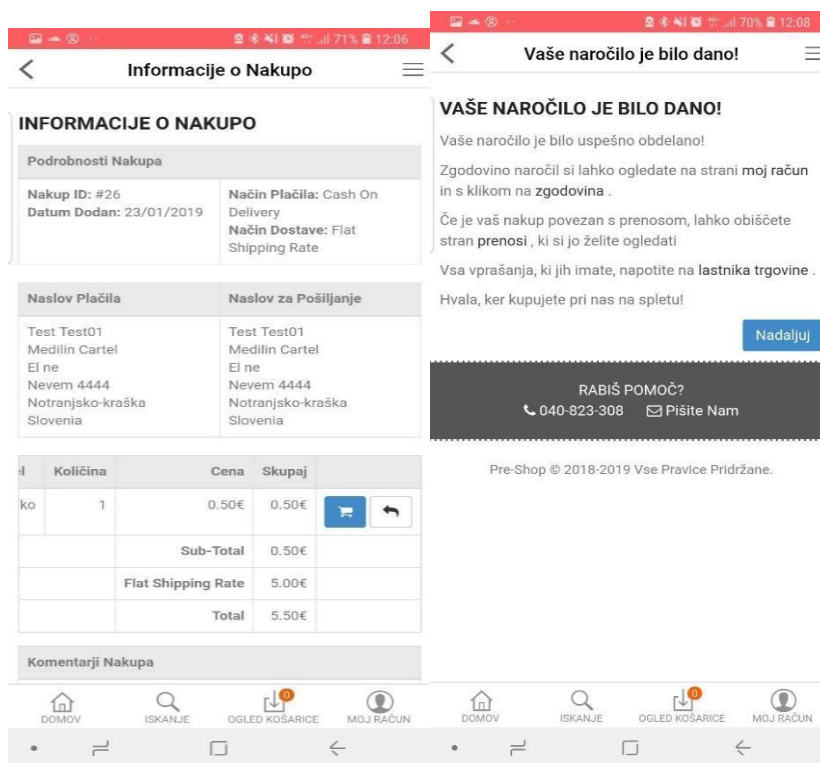 71% 12:06
Informacije o Nakupo
INFORMACIJE O NAKUPO
Podrobnosti Nakupa
Nakup ID: #26
Datum Dodan: 23/01/2019
Način Plačila: Cash On
Delivery
Način Dostave: Flat
Shipping Rate
Naslov Plačila Naslov za Pošiljanje
Test Test01
Medilin Cartel
El ne
Nevem 4444
Notranjsko-kraška
Slovenia
Test Test01
Medilin Cartel
El ne
Nevem 4444
Notranjsko-kraška
Slovenia
el Količina Cena Skupaj
ko 1 0.50€ 0.50€
Sub-Total 0.50€
Flat Shipping Rate 5.00€
Total 5.50€
Komentarji Nakupa
DOMOV ISKANJE 0 OGLED KOŠARICE MOJ RAČUN
70% 12:08
Vaše naročilo je bilo dano!
VAŠE NAROČILO JE BILO DANO!
Vaše naročilo je bilo uspešno obdelano!
Zgodovino naročil si lahko ogledate na strani moj račun
in s klikom na zgodovina .
Če je vaš nakup povezan s prenosom, lahko obiščete
stran prenosi , ki si jo želite ogledati
Vsa vprašanja, ki jih imate, napotite na lastnika trgovine .
Hvala, ker kupujete pri nas na spletu!
Nadaljuj
RABIŠ POMOČ?
040-823-308 Pišite Nam
Pre-Shop © 2018-2019 Vse Pravice Pridržane.
DOMOV ISKANJE 0 OGLED KOŠARICE MOJ RAČUN